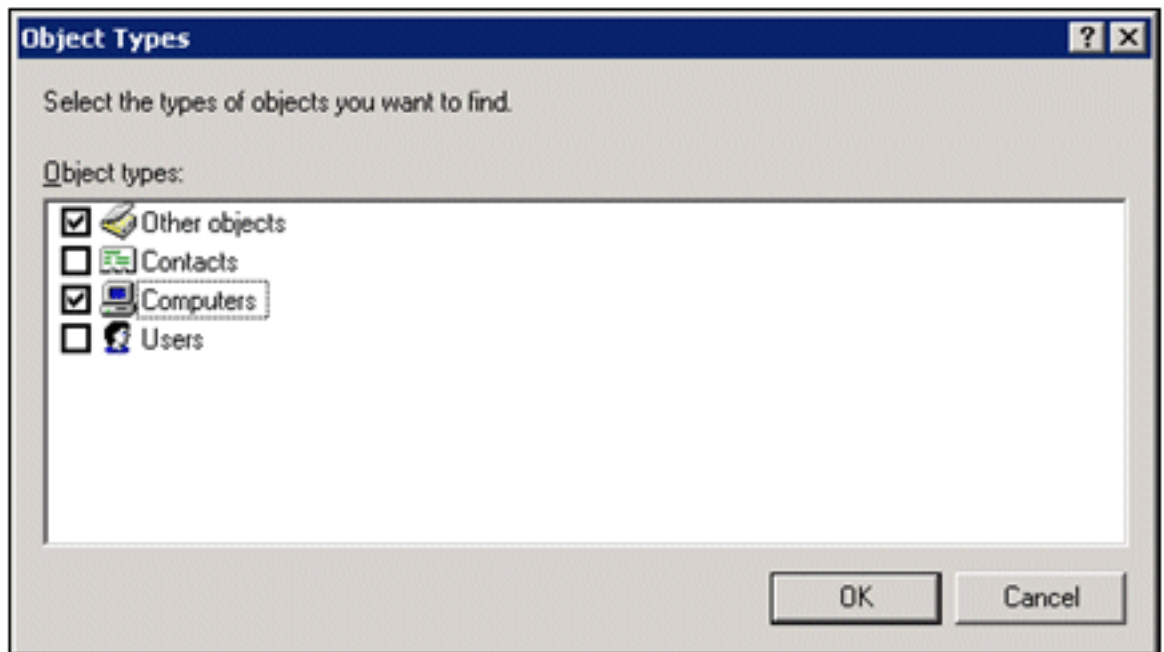 Object Types
Select the types of objects you want to find.
Object types:
Other objects
Contacts
Computers
Users
OK Cancel